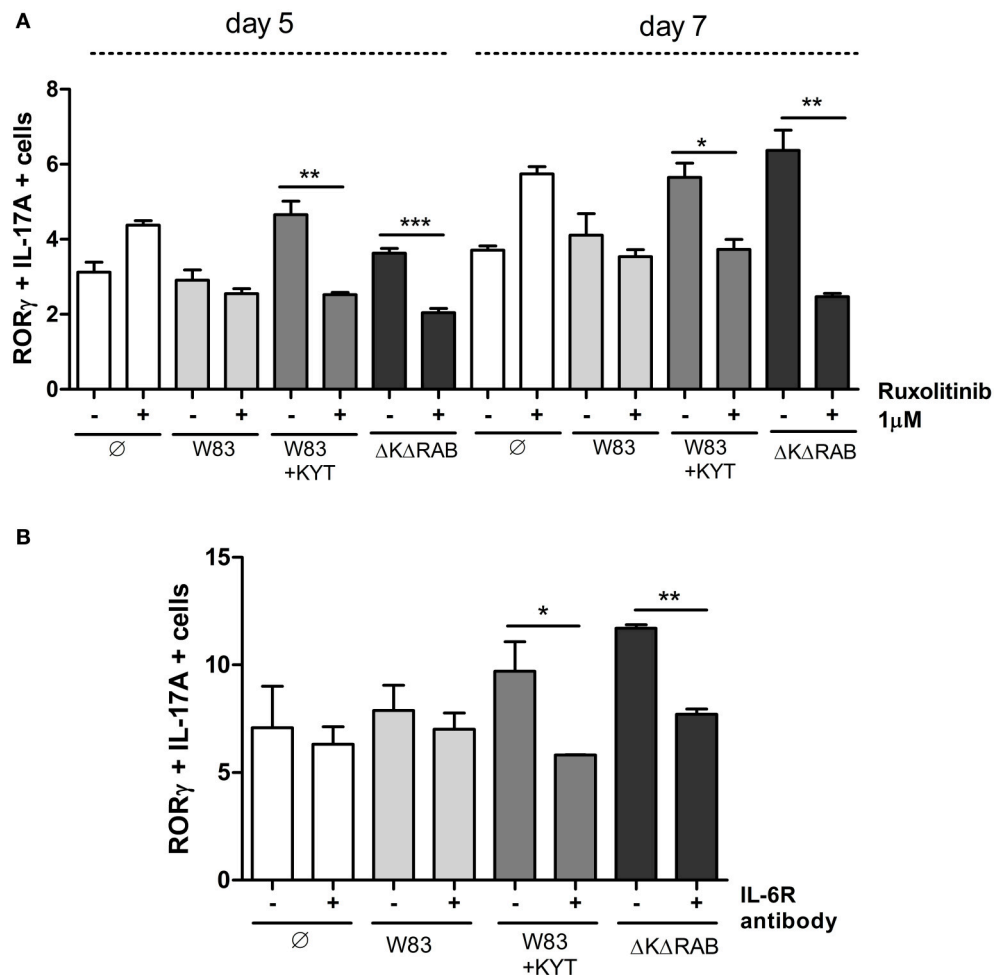 A
day 5 day 7
RORγ + IL-17A + cells
8
6
4
2
0
** *** * **
- + - + - + - + - + - + - + - +
Ruxolitinib
1µM
∅ W83 W83 ΔKΔRAB ∅ W83 W83 ΔKΔRAB
+KYT +KYT
B
RORγ + IL-17A + cells
15
10
5
0
* **
- + - + - + - +
IL-6R
antibody
∅ W83 W83 ΔKΔRAB
+KYT